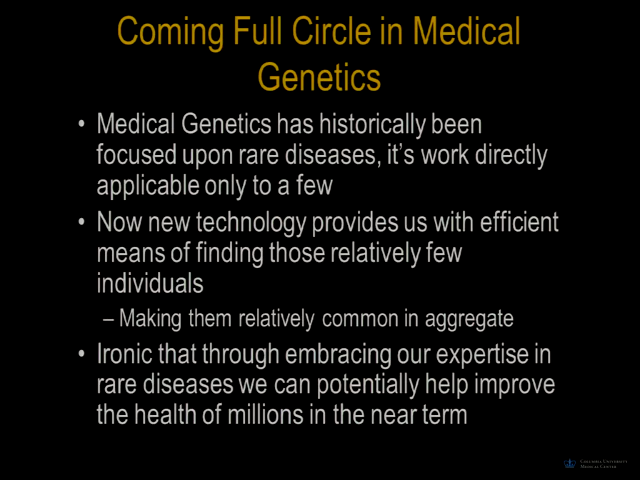 Coming Full Circle in Medical
Genetics
• Medical Genetics has historically been
focused upon rare diseases, it's work directly
applicable only to a few
• Now new technology provides us with efficient
means of finding those relatively few
individuals
– Making them relatively common in aggregate
• Ironic that through embracing our expertise in
rare diseases we can potentially help improve
the health of millions in the near term
Columbia University
Medical Center